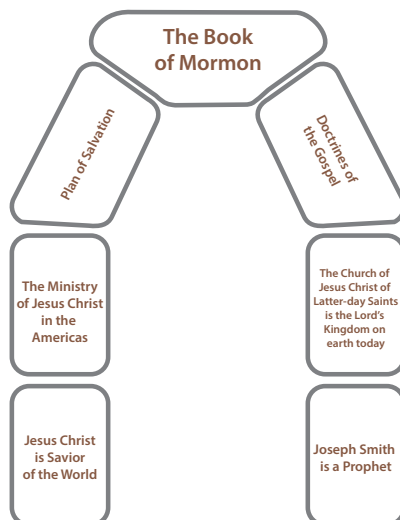 The Book
of Mormon
Plan of Salvation
Doctrines of
the Gospel
The Ministry
of Jesus Christ
in the
Americas
The Church of
Jesus Christ of
Latter-day Saints
is the Lord's
Kingdom on
earth today
Jesus Christ
is Savior
of the World
Joseph Smith
is a Prophet